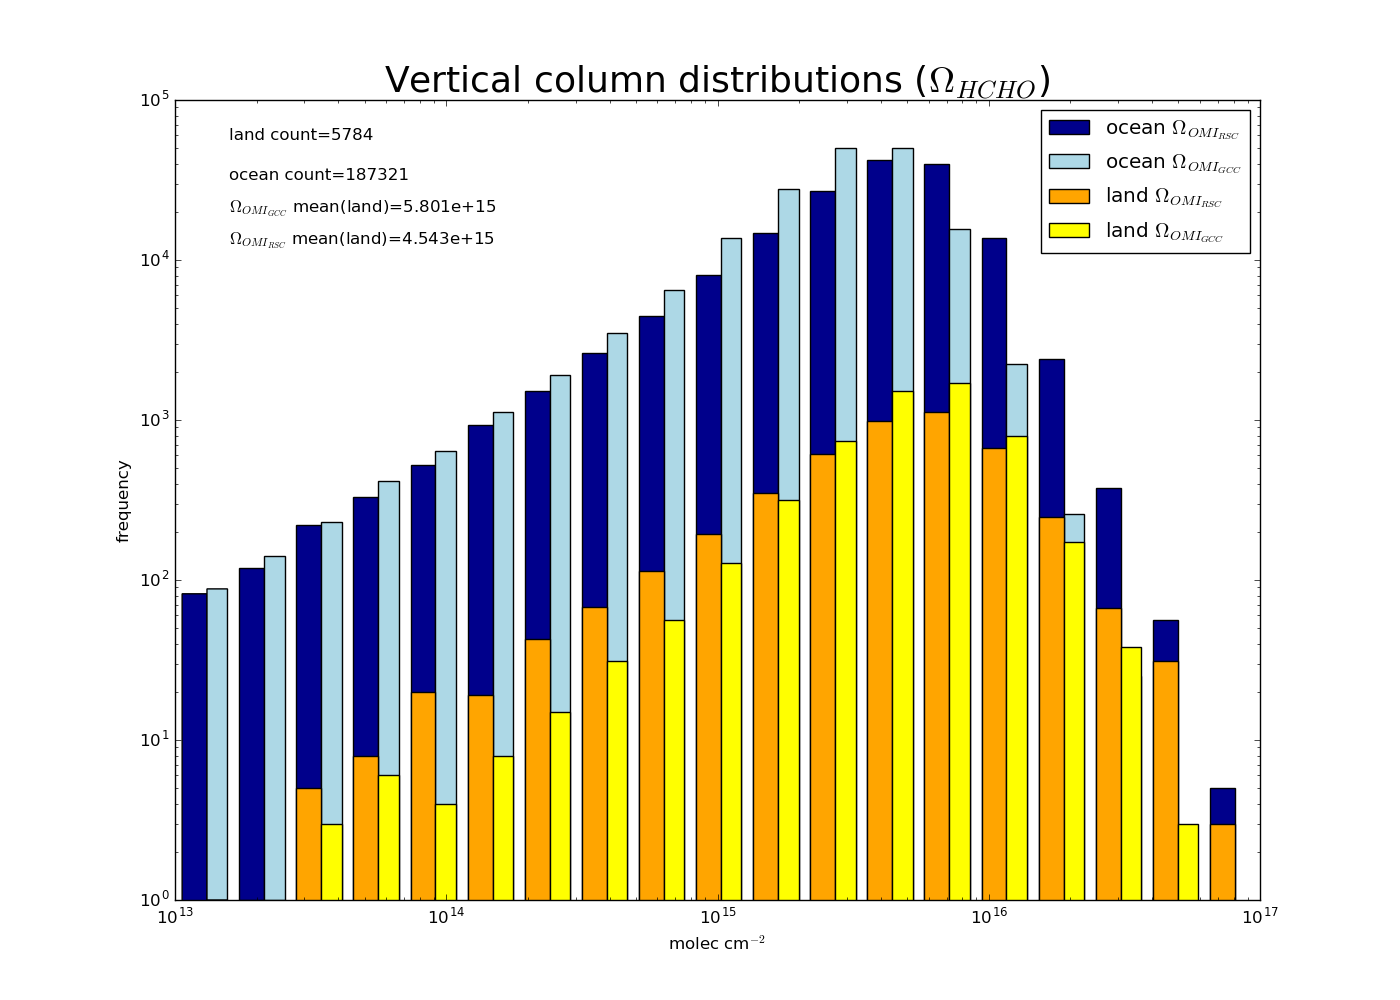 Vertical column distributions (Ω_HCHO)
land count=5784
ocean count=187321
Ω_OMI_GCC mean(land)=5.801e+15
Ω_OMI_RSC mean(land)=4.543e+15
ocean Ω_OMI_RSC
ocean Ω_OMI_GCC
land Ω_OMI_RSC
land Ω_OMI_GCC
frequency
10^5
10^4
10^3
10^2
10^1
10^0
10^13 10^14 10^15 10^16 10^17
molec cm^−2